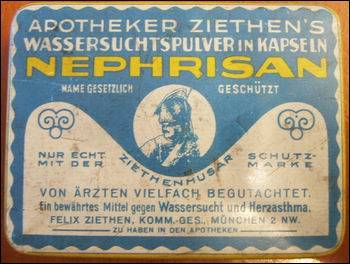 APOTHEKER ZIETHEN'S
WASSERSUCHTSPULVER IN KAPSELN
NEPHRISAN
NAME GESETZLICH GESCHÜTZT
NUR ECHT
MIT DER
ZIETHENHUSAR
SCHUTZ-
MARKE
VON ÄRZTEN VIELFACH BEGUTACHTET.
Ein bewährtes Mittel gegen Wassersucht und Herzasthma.
FELIX ZIETHEN, KOMM.-GES., MÜNCHEN 2 NW.
ZU HABEN IN DEN APOTHEKEN